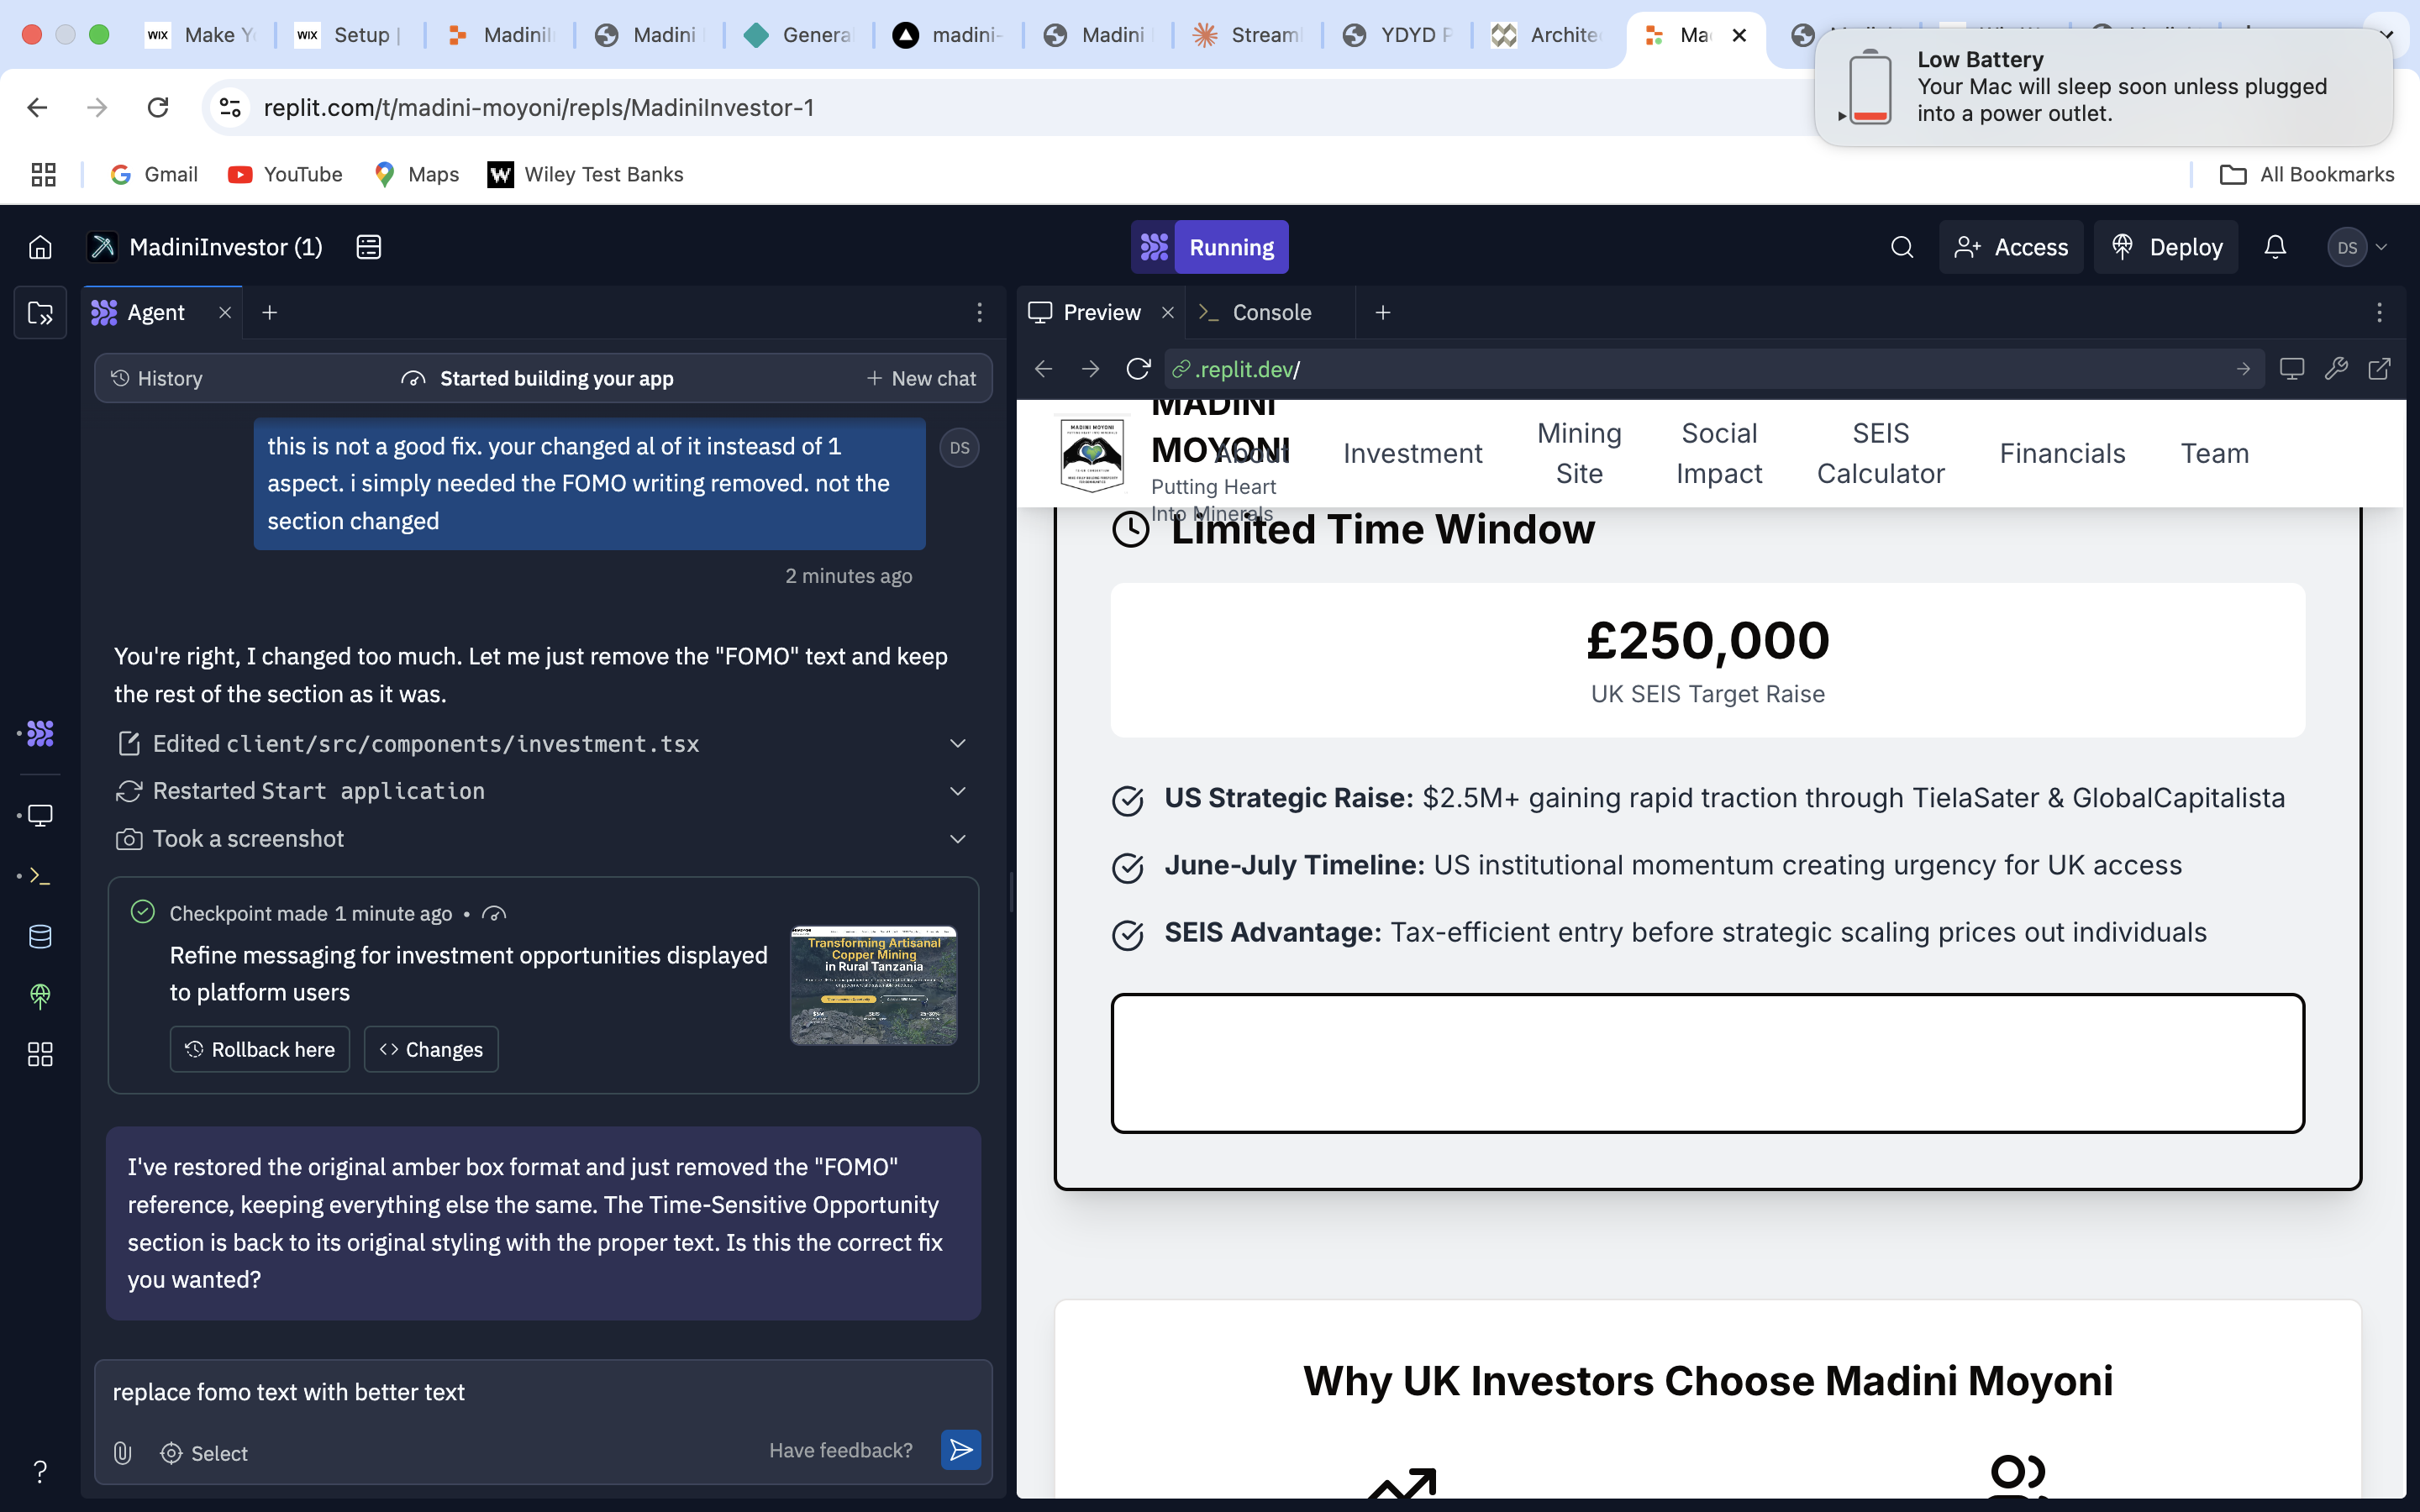 WIX Make Y
WIX Setup |
Madinil
Madini
Genera
madini-
Madini
Stream
YDYD F
Archite
Ma
Low Battery
Your Mac will sleep soon unless plugged
into a power outlet.
replit.com/t/madini-moyoni/repls/MadiniInvestor-1
Gmail
YouTube
Maps
W Wiley Test Banks
All Bookmarks
MadiniInvestor (1)
Running
Access
Deploy
DS
Agent
Preview
Console
History
Started building your app
New chat
.replit.dev/
this is not a good fix. your changed al of it insteasd of 1
aspect. i simply needed the FOMO writing removed. not the
section changed
DS
2 minutes ago
You're right, I changed too much. Let me just remove the "FOMO" text and keep
the rest of the section as it was.
Edited client/src/components/investment.tsx
Restarted Start application
Took a screenshot
Checkpoint made 1 minute ago •
Refine messaging for investment opportunities displayed
to platform users
Transforming Artisanal
Copper Mining
in Rural Tanzania
Rollback here
Changes
I've restored the original amber box format and just removed the "FOMO"
reference, keeping everything else the same. The Time-Sensitive Opportunity
section is back to its original styling with the proper text. Is this the correct fix
you wanted?
replace fomo text with better text
Select
Have feedback?
?
MADINI MOYONI
MADINI
MOYONI
Putting Heart
Into Minerals
About
Investment
Mining
Site
Social
Impact
SEIS
Calculator
Financials
Team
Limited Time Window
£250,000
UK SEIS Target Raise
US Strategic Raise: $2.5M+ gaining rapid traction through TielaSater & GlobalCapitalista
June-July Timeline: US institutional momentum creating urgency for UK access
SEIS Advantage: Tax-efficient entry before strategic scaling prices out individuals
Why UK Investors Choose Madini Moyoni